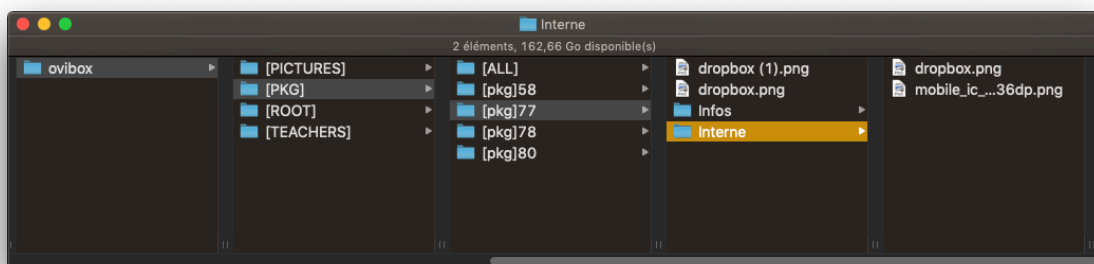 Interne
2 éléments, 162,66 Go disponible(s)
ovibox
[PICTURES]
[PKG]
[ROOT]
[TEACHERS]
[ALL]
[pkg]58
[pkg]77
[pkg]78
[pkg]80
dropbox (1).png
dropbox.png
Infos
Interne
dropbox.png
mobile_ic_...36dp.png